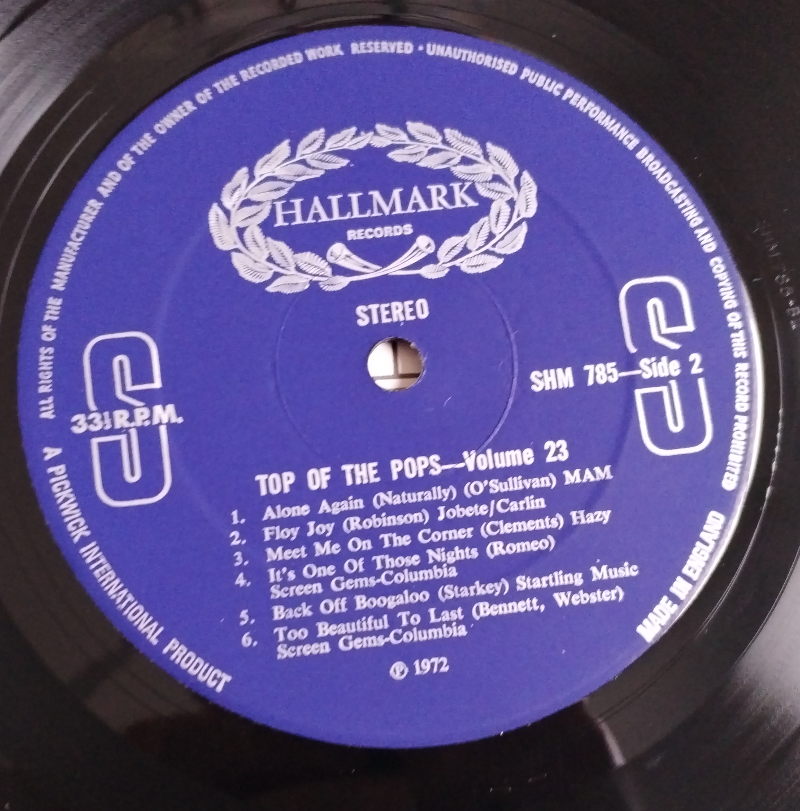 ALL RIGHTS OF THE MANUFACTURER AND OF THE OWNER OF THE RECORDED WORK RESERVED · UNAUTHORISED PUBLIC PERFORMANCE BROADCASTING AND COPYING OF THIS RECORD PROHIBITED
HALLMARK
RECORDS
STEREO
33⅓ R.P.M.
SHM 785—Side 2
TOP OF THE POPS—Volume 23
1. Alone Again (Naturally) (O'Sullivan) MAM
2. Floy Joy (Robinson) Jobete/Carlin
3. Meet Me On The Corner (Clements) Hazy
4. It's One Of Those Nights (Romeo)
Screen Gems-Columbia
5. Back Off Boogaloo (Starkey) Startling Music
6. Too Beautiful To Last (Bennett, Webster)
Screen Gems-Columbia
℗ 1972
A PICKWICK INTERNATIONAL PRODUCT
MADE IN ENGLAND